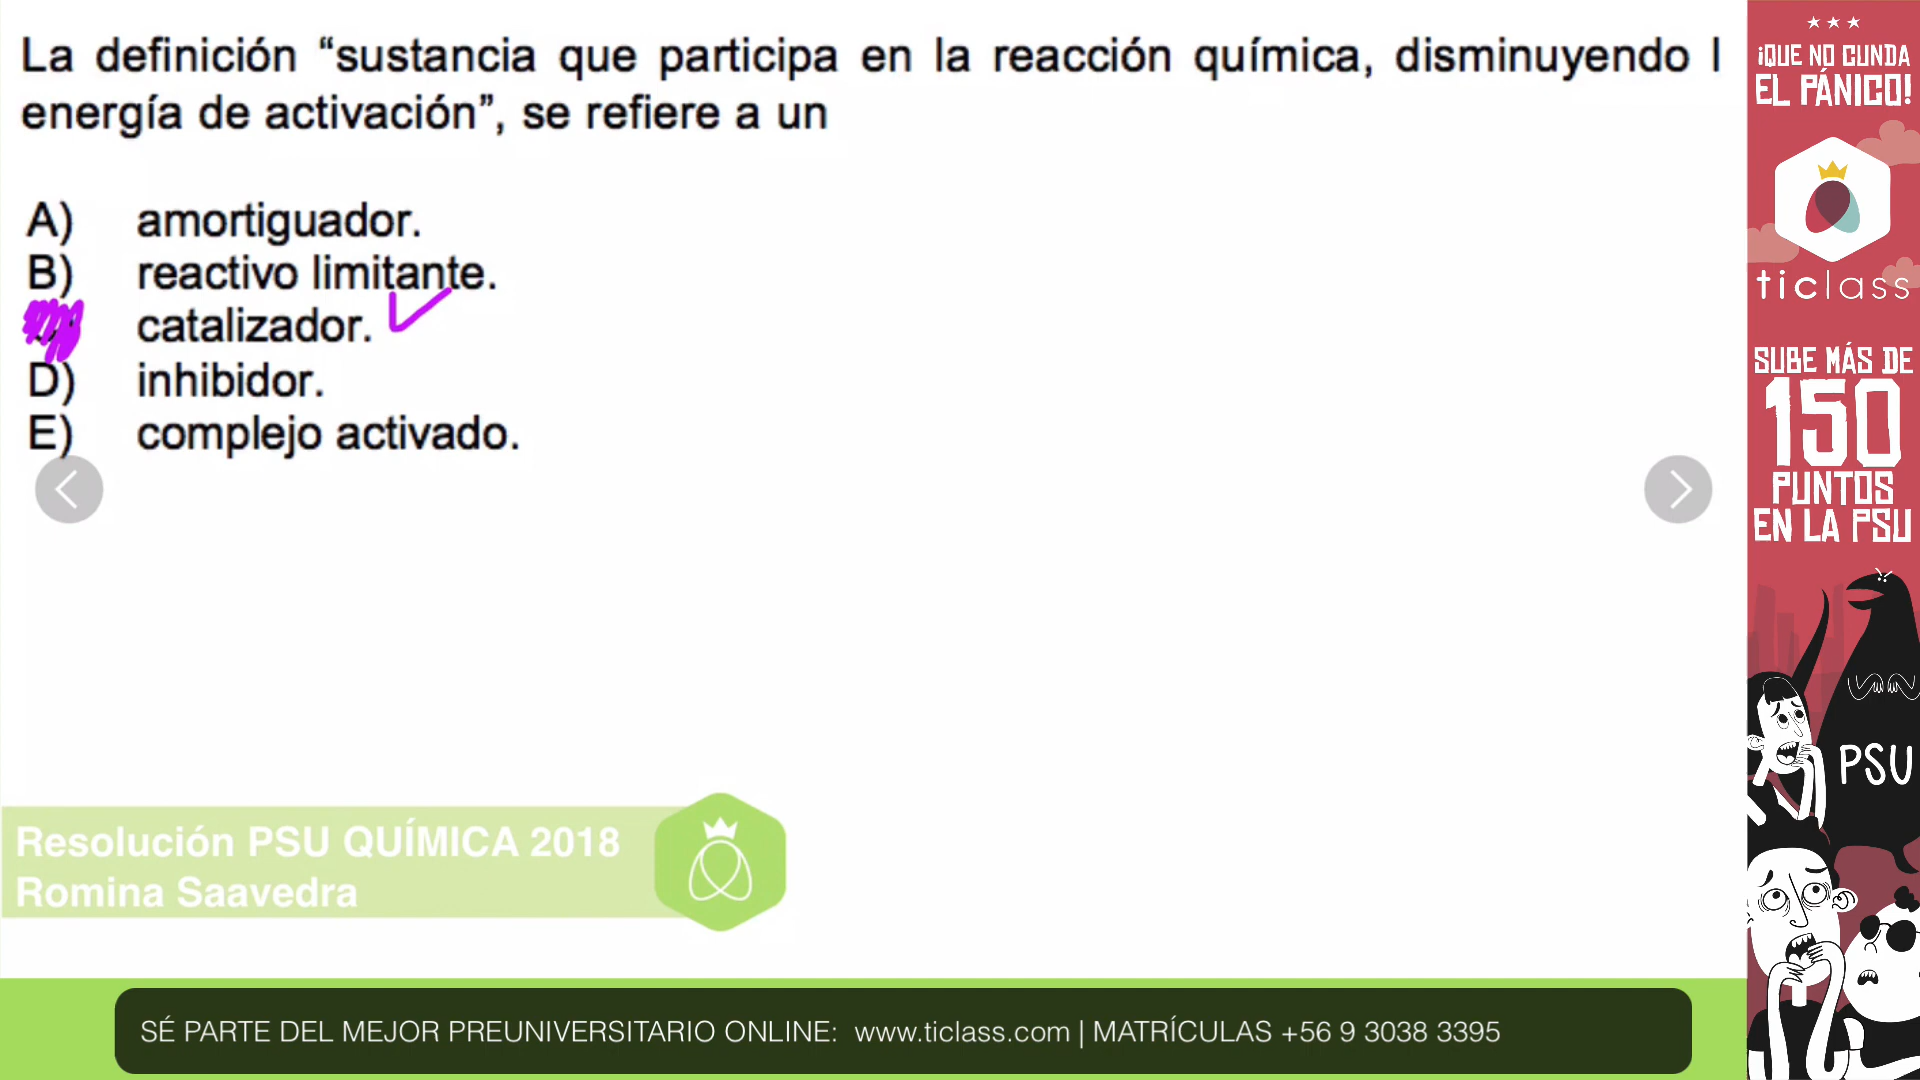 La definición “sustancia que participa en la reacción química, disminuyendo l
energía de activación”, se refiere a un
A) amortiguador.
B) reactivo limitante.
catalizador.
D) inhibidor.
E) complejo activado.
Resolución PSU QUÍMICA 2018
Romina Saavedra
SÉ PARTE DEL MEJOR PREUNIVERSITARIO ONLINE: www.ticlass.com | MATRÍCULAS +56 9 3038 3395
¡QUE NO CUNDA
EL PÁNICO!
ticlass
SUBE MÁS DE
150
PUNTOS
EN LA PSU
PSU